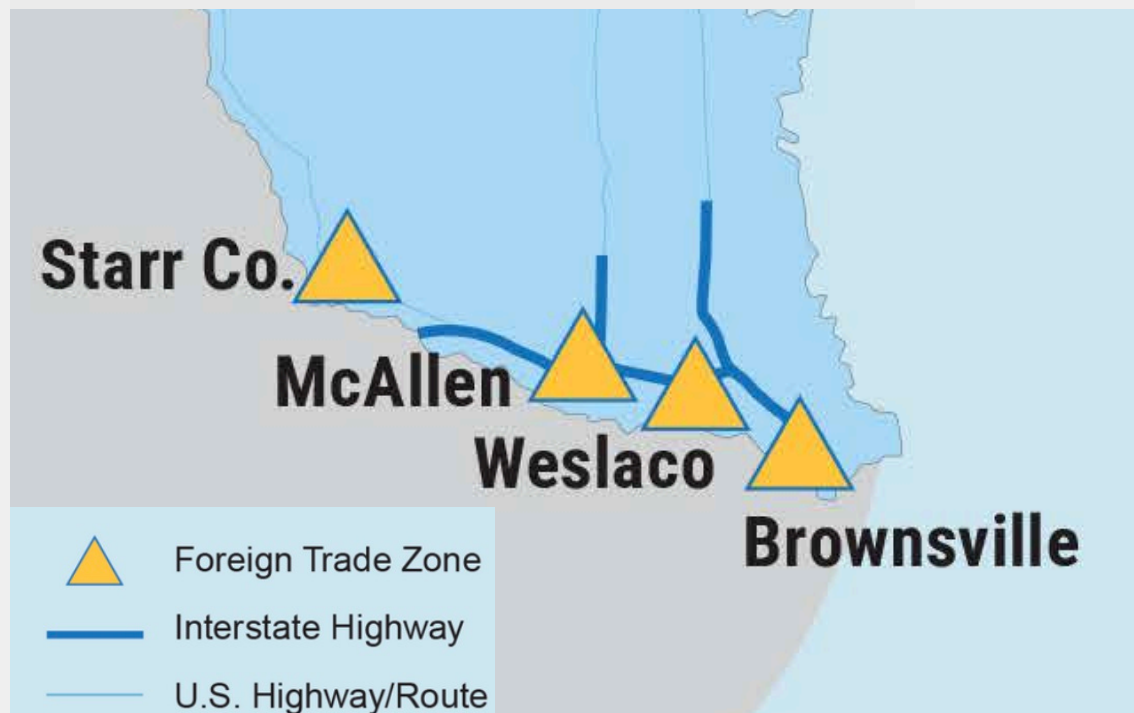 Starr Co.
McAllen
Weslaco
Brownsville
Foreign Trade Zone
Interstate Highway
U.S. Highway/Route